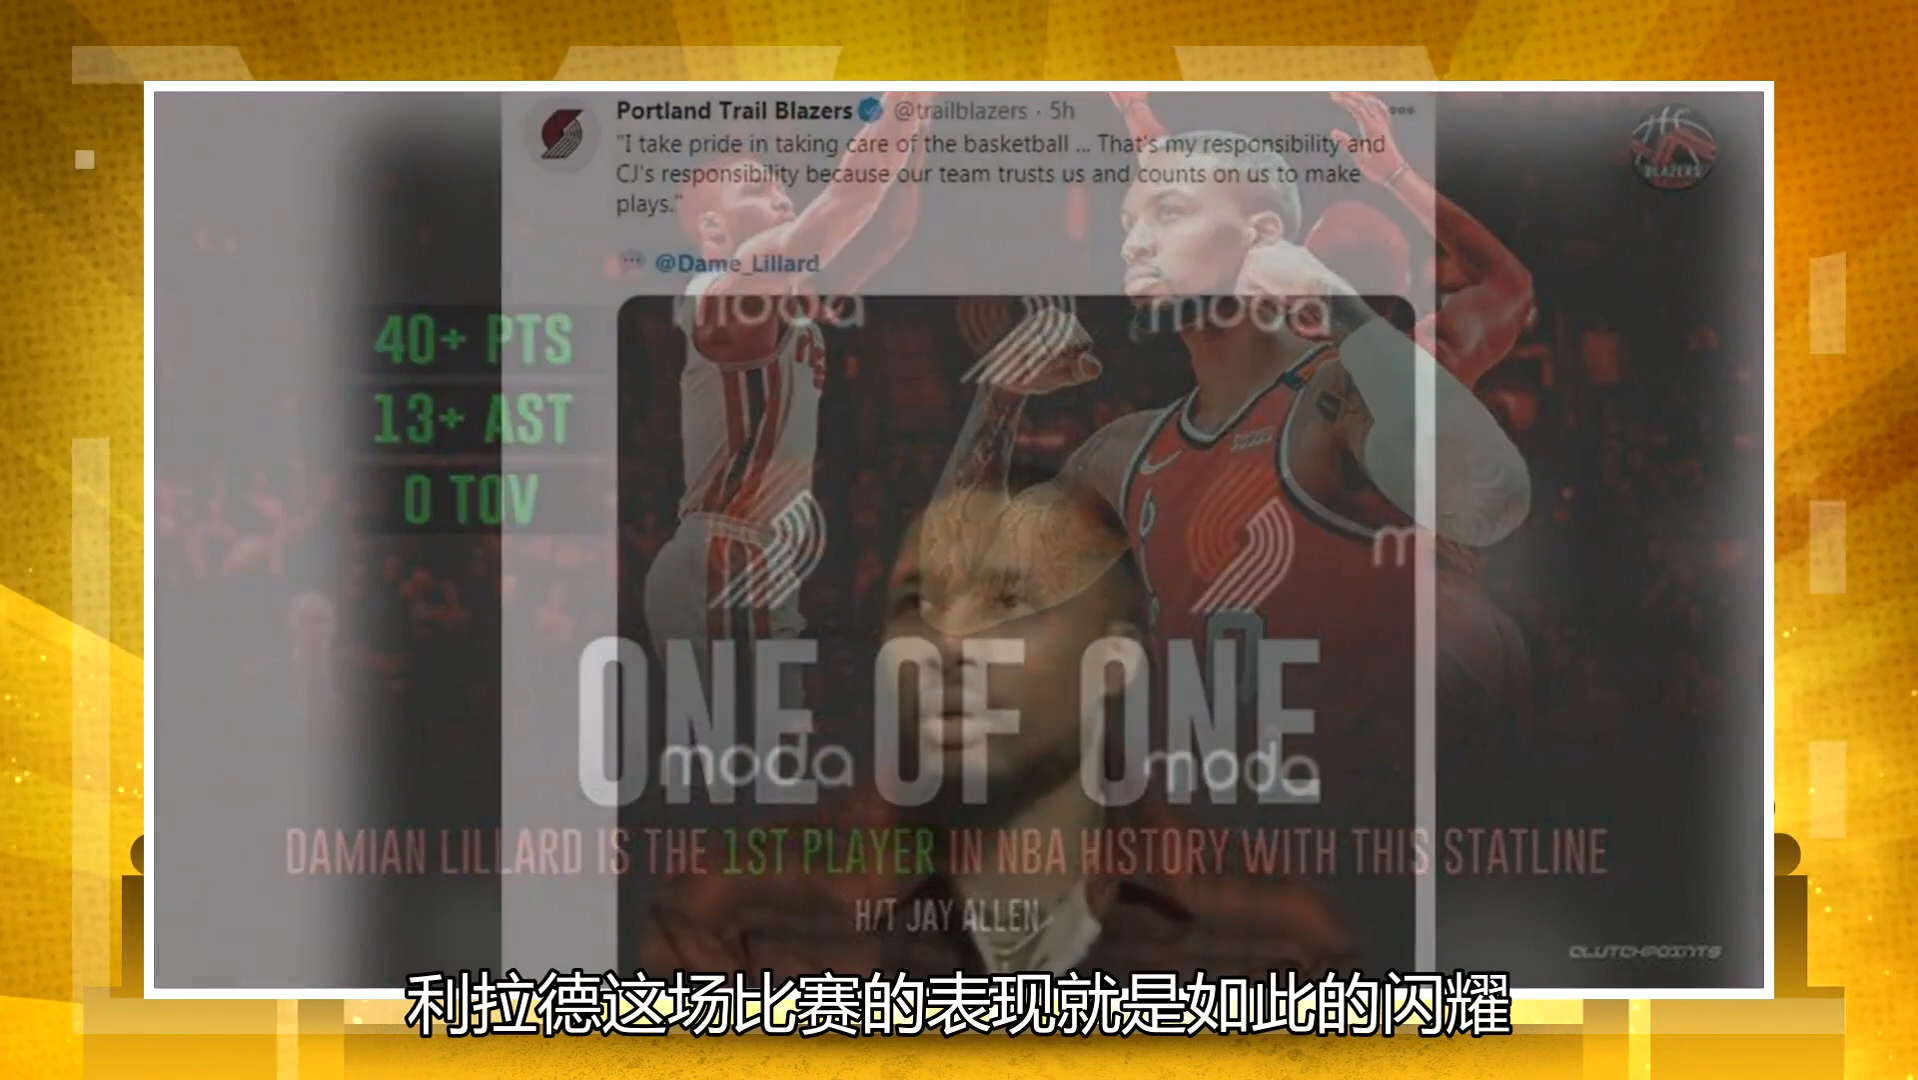 Portland Trail Blazers @trailblazers · 5h
"I take pride in taking care of the basketball ... That's my responsibility and
CJ's responsibility because our team trusts us and counts on us to make
plays."
@Dame_Lillard
BLAZERS
moda moda
40+ PTS
13+ AST
0 TOV
m
ONE OF ONE
moda moda
DAMIAN LILLARD IS THE 1ST PLAYER IN NBA HISTORY WITH THIS STATLINE
H/T JAY ALLEN
CLUTCHPOINTS
利拉德这场比赛的表现就是如此的闪耀